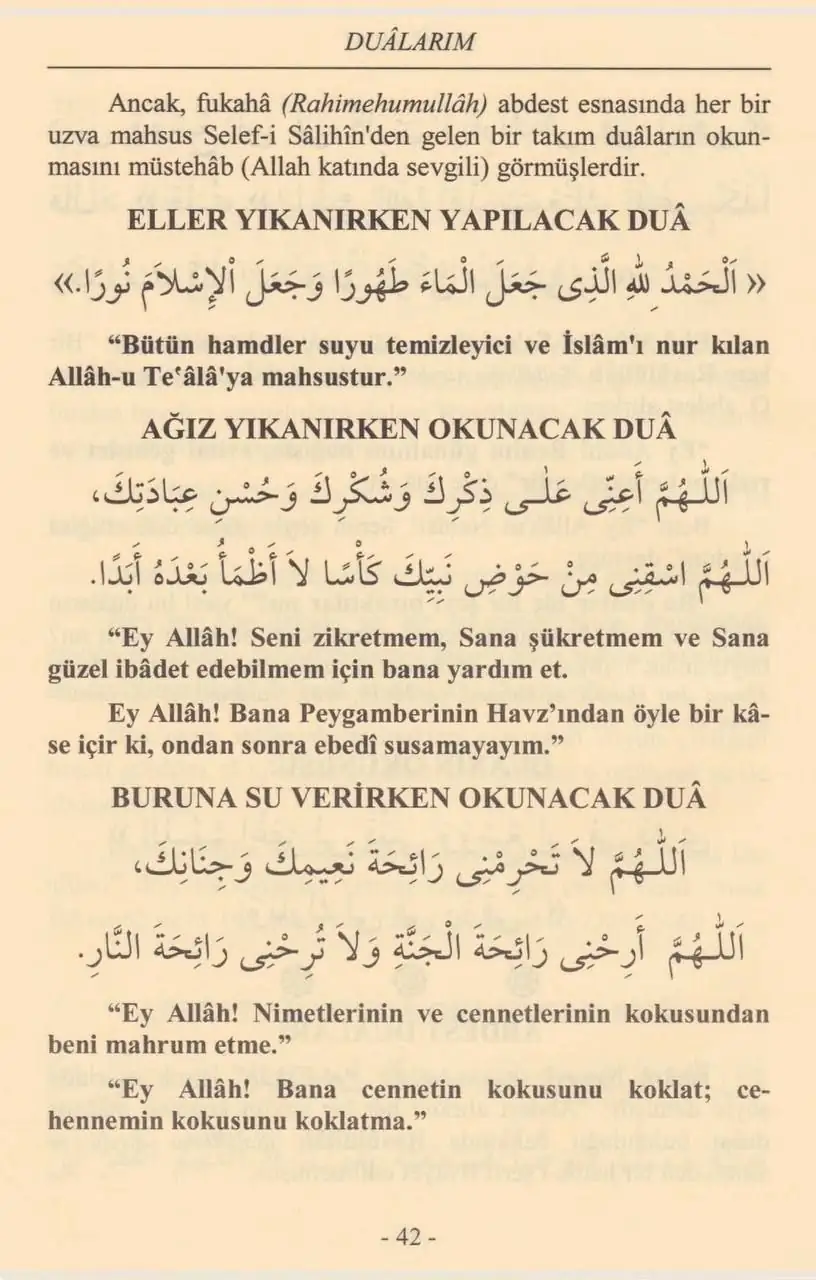 DUÂLARIM
Ancak, fukahâ (Rahimehumullâh) abdest esnasında her bir
uzva mahsus Selef-i Sâlihîn'den gelen bir takım duâların okun-
masını müstehâb (Allah katında sevgili) görmüşlerdir.
ELLER YIKANIRKEN YAPILACAK DUÂ
« اَلْحَمْدُ لِلّٰهِ الَّذِى جَعَلَ الْمَاءَ طَهُورًا وَجَعَلَ اْلإِسْلاَمَ نُورًا.»
“Bütün hamdler suyu temizleyici ve İslâm'ı nur kılan
Allâh-u Teʿâlâ'ya mahsustur.”
AĞIZ YIKANIRKEN OKUNACAK DUÂ
اَللّٰهُمَّ أَعِنِّى عَلٰى ذِكْرِكَ وَشُكْرِكَ وَحُسْنِ عِبَادَتِكَ،
اَللّٰهُمَّ اسْقِنِى مِنْ حَوْضِ نَبِيِّكَ كَأْسًا لاَ أَظْمَأُ بَعْدَهُ أَبَدًا.
“Ey Allâh! Seni zikretmem, Sana şükretmem ve Sana
güzel ibâdet edebilmem için bana yardım et.
Ey Allâh! Bana Peygamberinin Havz’ından öyle bir kâ-
se içir ki, ondan sonra ebedî susamayayım.”
BURUNA SU VERİRKEN OKUNACAK DUÂ
اَللّٰهُمَّ لاَ تَحْرِمْنِى رَائِحَةَ نَعِيمِكَ وَجِنَانِكَ،
اَللّٰهُمَّ أَرِحْنِى رَائِحَةَ الْجَنَّةِ وَلاَ تُرِحْنِى رَائِحَةَ النَّارِ.
“Ey Allâh! Nimetlerinin ve cennetlerinin kokusundan
beni mahrum etme.”
“Ey Allâh! Bana cennetin kokusunu koklat; ce-
hennemin kokusunu koklatma.”
- 42 -